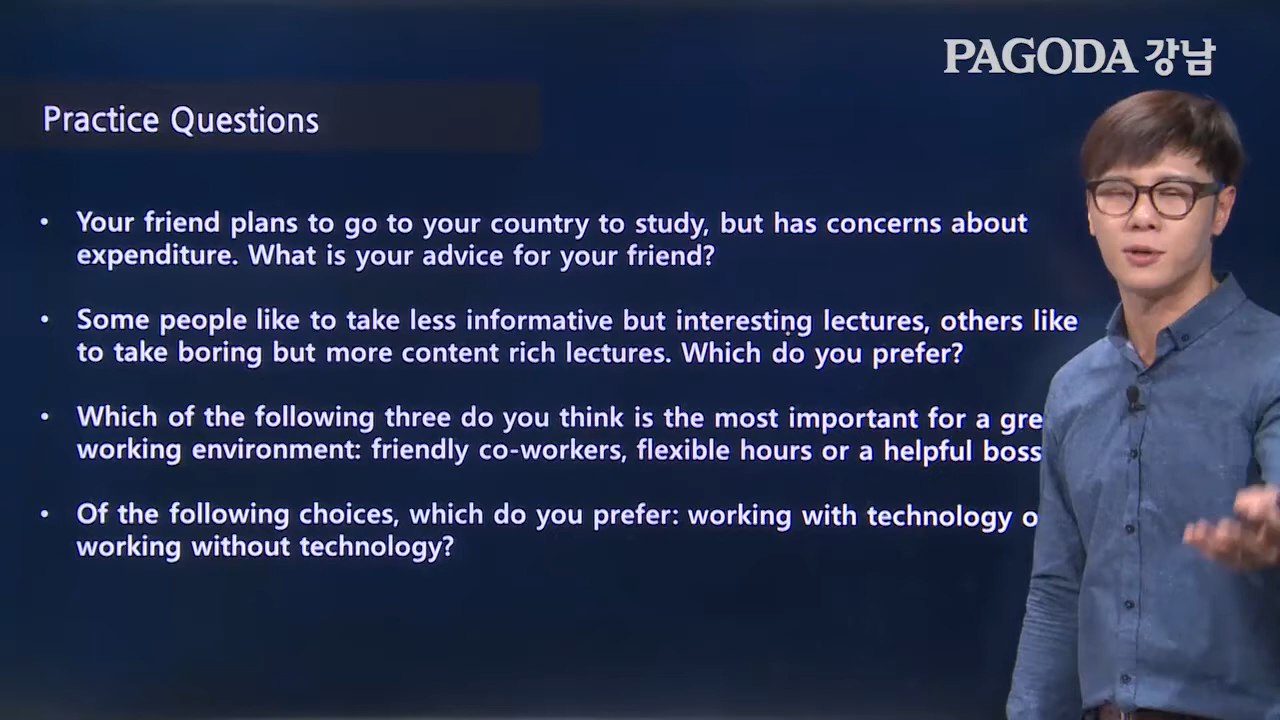 PAGODA 강남
Practice Questions
• Your friend plans to go to your country to study, but has concerns about
expenditure. What is your advice for your friend?
• Some people like to take less informative but interesting lectures, others like
to take boring but more content rich lectures. Which do you prefer?
• Which of the following three do you think is the most important for a gre
working environment: friendly co-workers, flexible hours or a helpful boss
• Of the following choices, which do you prefer: working with technology o
working without technology?